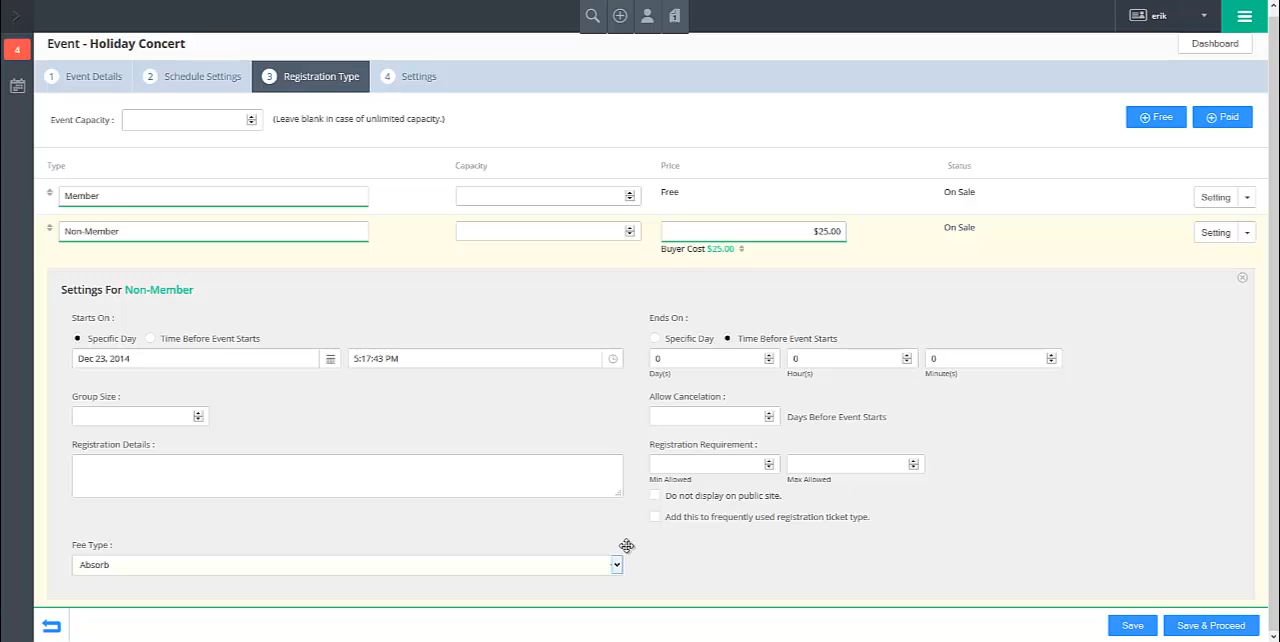 erik
Event - Holiday Concert
Dashboard
4
1 Event Details
2 Schedule Settings
3 Registration Type
4 Settings
Event Capacity :
(Leave blank in case of unlimited capacity.)
Free
Paid
Type
Capacity
Price
Status
Member
Free
On Sale
Setting
Non-Member
$25.00
On Sale
Setting
Buyer Cost $25.00
Settings For Non-Member
Starts On :
Ends On :
Specific Day
Time Before Event Starts
Specific Day
Time Before Event Starts
Dec 23, 2014
5:17:43 PM
0
0
0
Day(s)
Hour(s)
Minute(s)
Group Size :
Allow Cancelation :
Days Before Event Starts
Registration Details :
Registration Requirement :
Min Allowed
Max Allowed
Do not display on public site.
Add this to frequently used registration ticket type.
Fee Type :
Absorb
Save
Save & Proceed